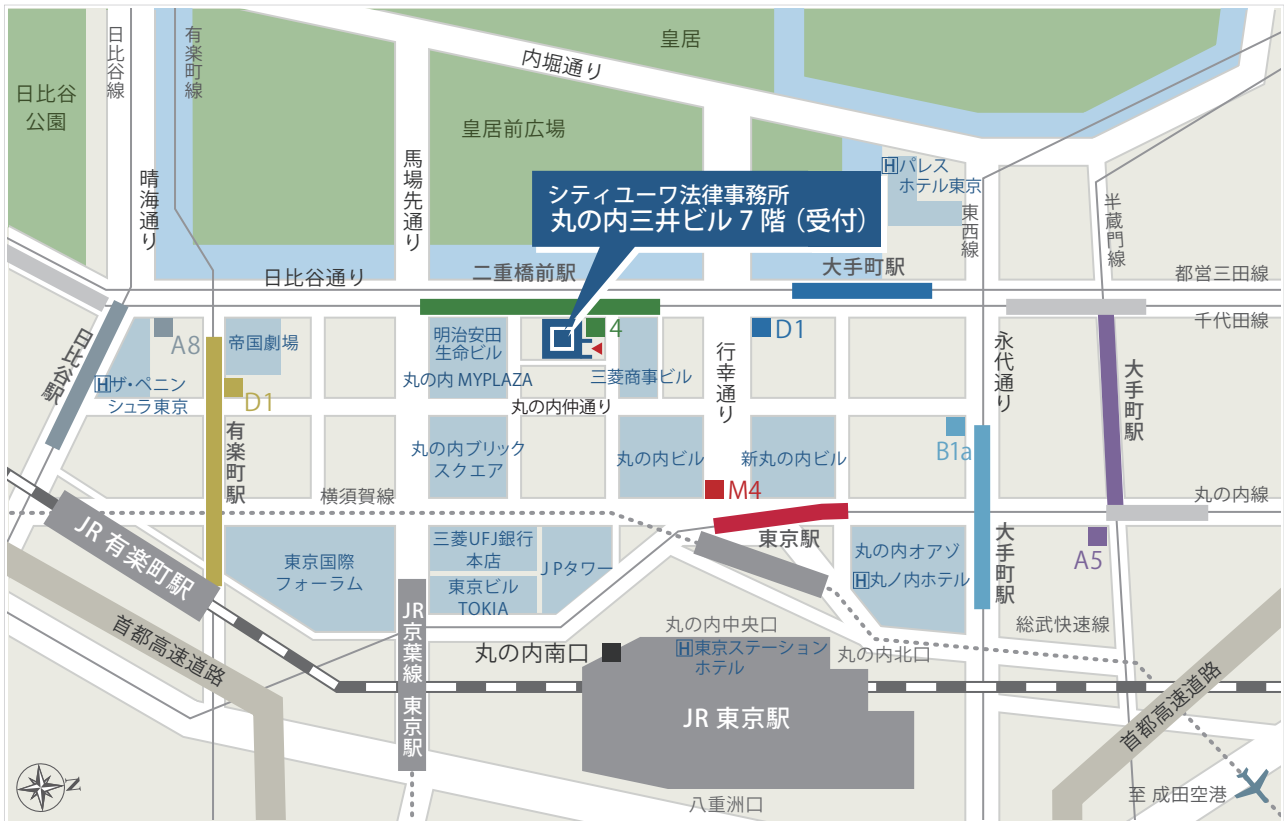 皇居
内堀通り
日比谷線
有楽町線
日比谷
公園
皇居前広場
馬場先通り
晴海通り
H パレス
ホテル東京
シティユーワ法律事務所
丸の内三井ビル 7 階（受付）
東西線
半蔵門線
日比谷通り
二重橋前駅
大手町駅
都営三田線
千代田線
日比谷駅
A8
帝国劇場
明治安田
生命ビル
4
D1
行幸通り
永代通り
大手町駅
H ザ・ペニン
シュラ東京
D1
丸の内 MYPLAZA
三菱商事ビル
丸の内仲通り
有楽町駅
丸の内ブリック
スクエア
丸の内ビル
新丸の内ビル
B1a
横須賀線
M4
丸の内線
JR 有楽町駅
東京国際
フォーラム
三菱UFJ銀行
本店
JPタワー
東京ビル
TOKIA
東京駅
丸の内オアゾ
H 丸ノ内ホテル
大手町駅
A5
首都高速道路
JR京葉線 東京駅
丸の内中央口
総武快速線
丸の内南口
H 東京ステーション
ホテル
丸の内北口
JR 東京駅
首都高速道路
N
八重洲口
至 成田空港